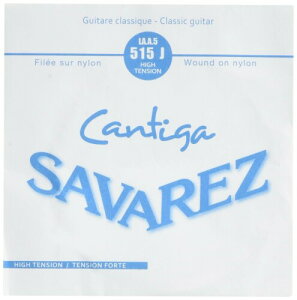 Guitare classique - Classic guitar
LA.A.5
515 J
HIGH
TENSION
Filée sur nylon
Wound on nylon
Cantiga
SAVAREZ
HIGH TENSION / TENSION FORTE